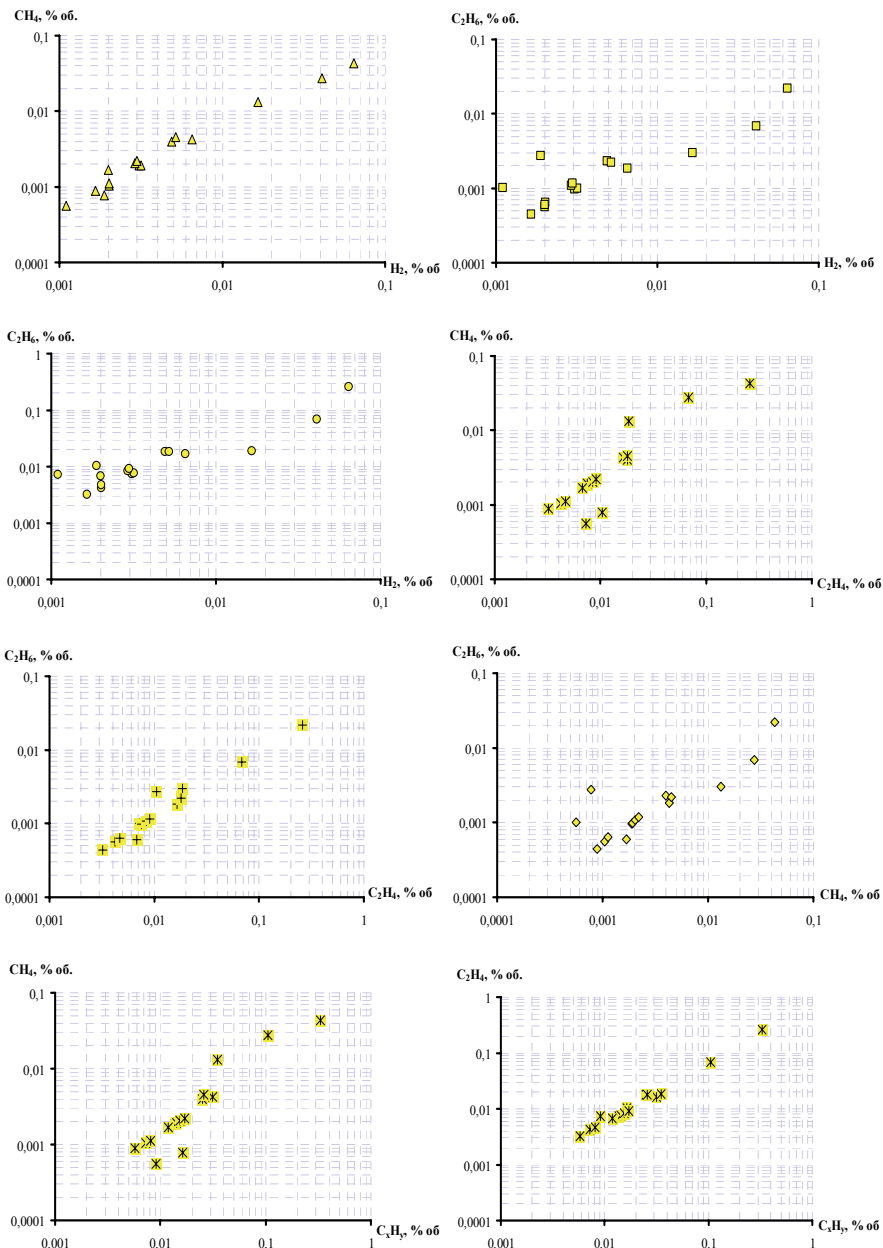 CH₄, % об.
0,1
0,01
0,001
0,0001
0,001 0,01 0,1
H₂, % об
C₂H₆, % об.
0,1
0,01
0,001
0,0001
0,001 0,01 0,1
H₂, % об
C₂H₆, % об.
1
0,1
0,01
0,001
0,0001
0,001 0,01 0,1
H₂, % об
CH₄, % об.
0,1
0,01
0,001
0,0001
0,001 0,01 0,1 1
C₂H₄, % об
C₂H₆, % об.
0,1
0,01
0,001
0,0001
0,001 0,01 0,1 1
C₂H₄, % об
C₂H₆, % об.
0,1
0,01
0,001
0,0001
0,0001 0,001 0,01 0,1
CH₄, % об
CH₄, % об.
0,1
0,01
0,001
0,0001
0.001 0.01 0.1 1
CₓHᵧ, % об
C₂H₄, % об.
1
0,1
0,01
0,001
0,0001
0.001 0.01 0.1 1
CₓHᵧ, % об